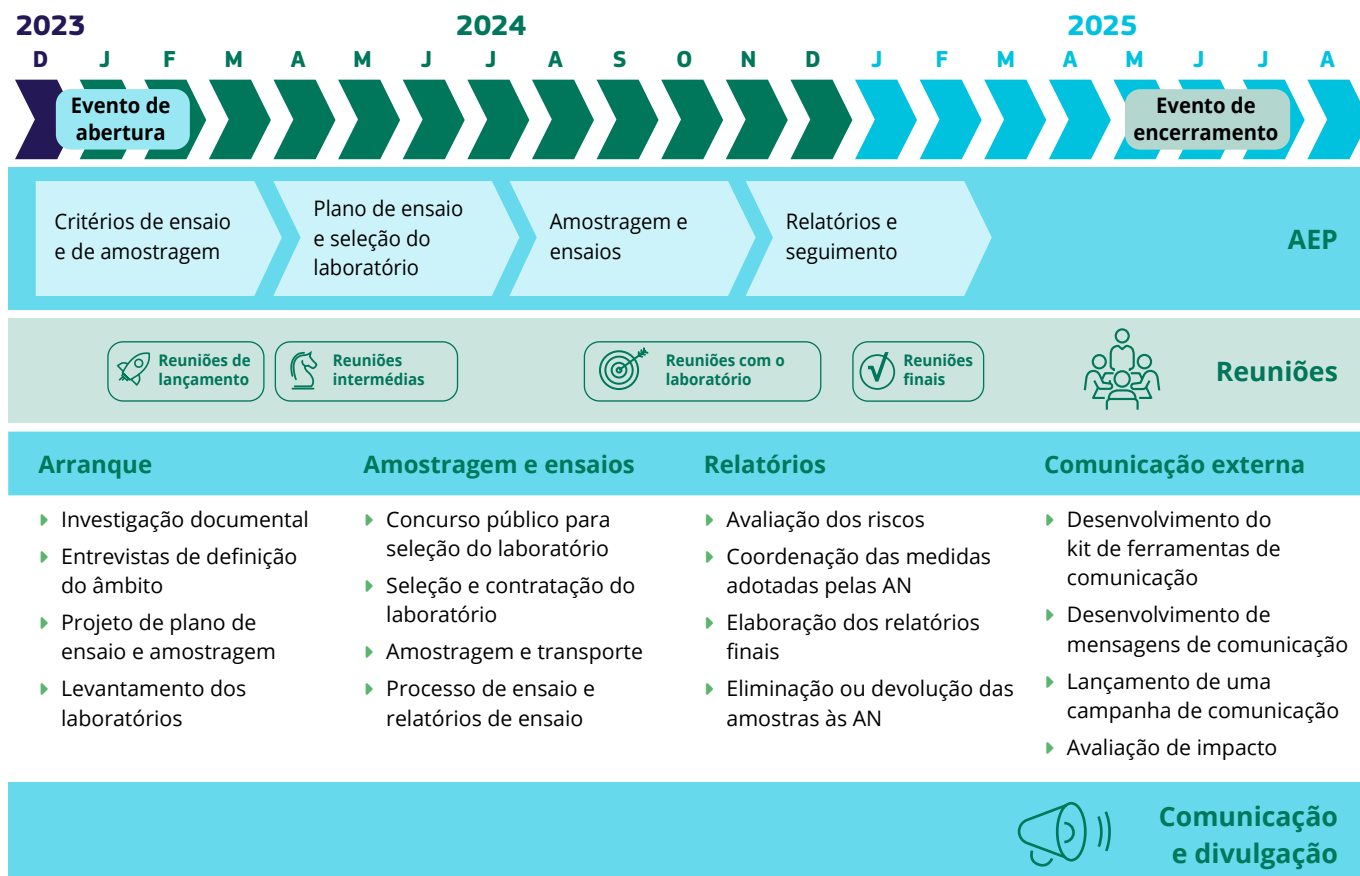 2023 2024 2025
D J F M A M J J A S O N D J F M A M J J A
Evento de
abertura
Evento de
encerramento
Critérios de ensaio
e de amostragem
Plano de ensaio
e seleção do
laboratório
Amostragem e
ensaios
Relatórios e
seguimento
AEP
Reuniões de
lançamento
Reuniões
intermédias
Reuniões com o
laboratório
Reuniões
finais
Reuniões
Arranque
Investigação documental
Entrevistas de definição
do âmbito
Projeto de plano de
ensaio e amostragem
Levantamento dos
laboratórios
Amostragem e ensaios
Concurso público para
seleção do laboratório
Seleção e contratação do
laboratório
Amostragem e transporte
Processo de ensaio e
relatórios de ensaio
Relatórios
Avaliação dos riscos
Coordenação das medidas
adotadas pelas AN
Elaboração dos relatórios
finais
Eliminação ou devolução das
amostras às AN
Comunicação externa
Desenvolvimento do
kit de ferramentas de
comunicação
Desenvolvimento de
mensagens de comunicação
Lançamento de uma
campanha de comunicação
Avaliação de impacto
Comunicação
e divulgação